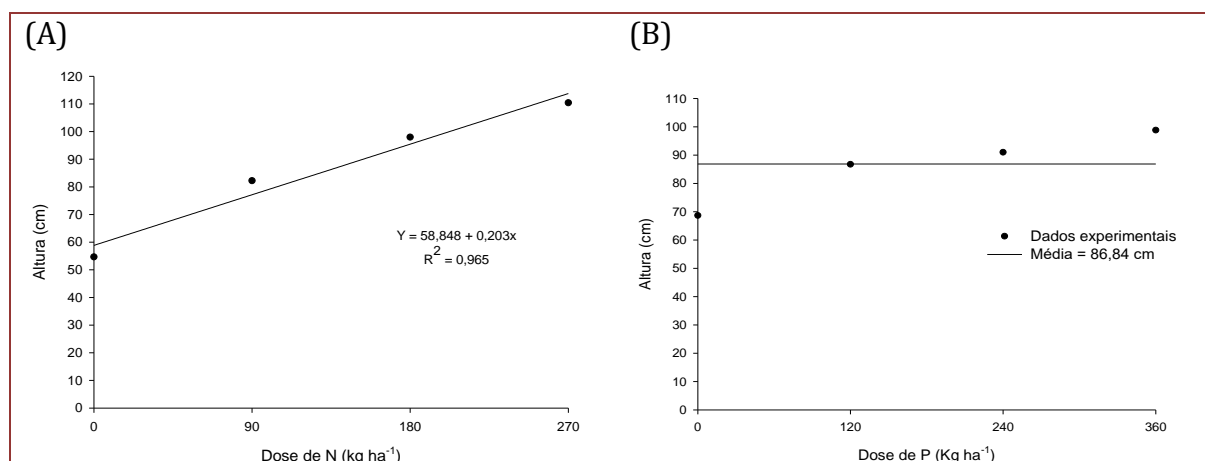 (A)
120
110
100
90
80
70
60
50
40
30
20
10
0
Altura (cm)
Y = 58,848 + 0,203x
R² = 0,965
0 90 180 270
Dose de N (kg ha⁻¹)
(B)
110
100
90
80
70
60
50
40
30
20
10
0
Altura (cm)
Dados experimentais
Média = 86,84 cm
0 120 240 360
Dose de P (Kg ha⁻¹)